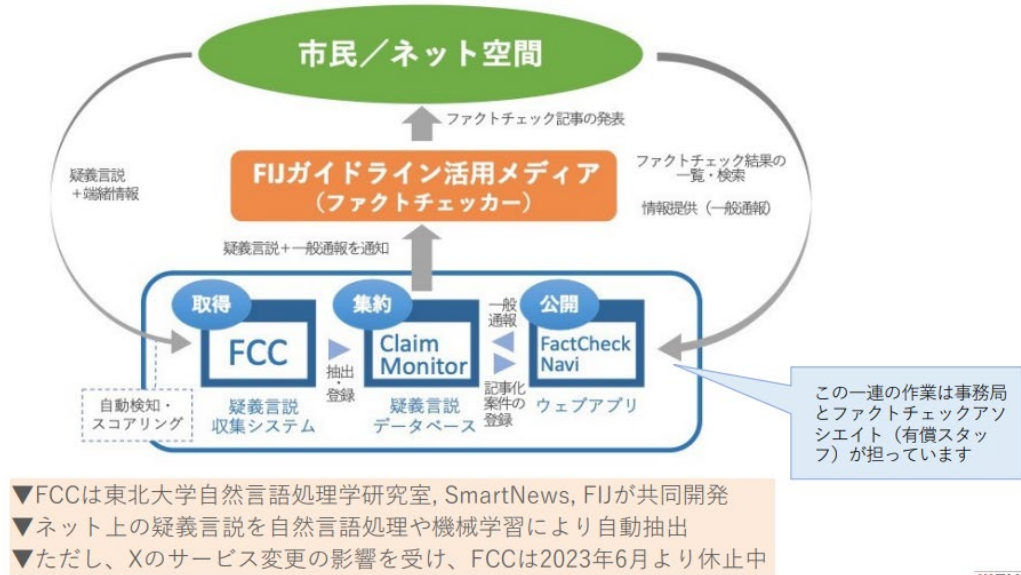 市民／ネット空間
ファクトチェック記事の発表
疑義言説
＋端緒情報
FIJガイドライン活用メディア
（ファクトチェッカー）
ファクトチェック結果の
一覧・検索
情報提供（一般通報）
疑義言説＋一般通報を通知
取得
FCC
疑義言説
収集システム
自動検知・
スコアリング
抽出
・
登録
集約
Claim
Monitor
疑義言説
データベース
一般
通報
記事化
案件の
登録
公開
FactCheck
Navi
ウェブアプリ
この一連の作業は事務局
とファクトチェックアソ
シエイト（有償スタッ
フ）が担っています
▼FCCは東北大学自然言語処理学研究室, SmartNews, FIJが共同開発
▼ネット上の疑義言説を自然言語処理や機械学習により自動抽出
▼ただし、Xのサービス変更の影響を受け、FCCは2023年6月より休止中